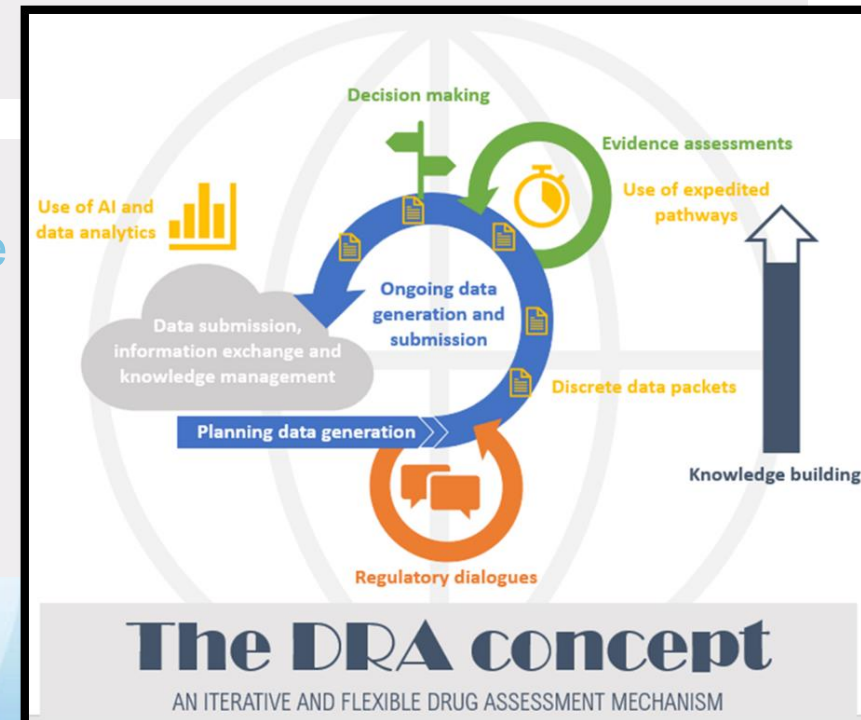 Decision making
Evidence assessments
Use of expedited
pathways
Use of AI and
data analytics
Ongoing data
generation and
submission
Data submission,
information exchange and
knowledge management
Discrete data packets
Planning data generation
Knowledge building
Regulatory dialogues
The DRA concept
AN ITERATIVE AND FLEXIBLE DRUG ASSESSMENT MECHANISM